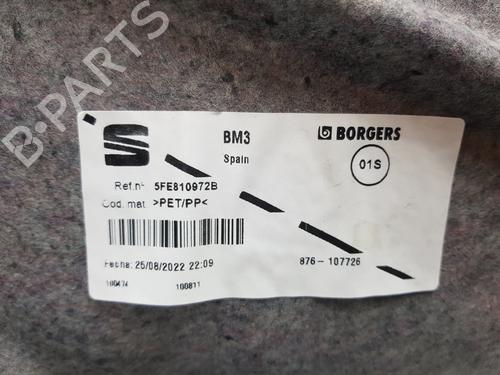 B-PARTS
BM3
BORGERS
Spain
01S
Ref.nº 5FE810972B
Cod. mat. >PET/PP<
Fecha: 25/08/2022 22:09
876-107726
100474 100811